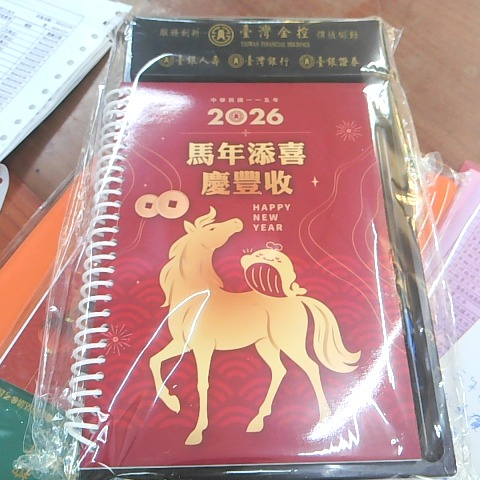 服務創新 臺灣金控 價值啟動
TAIWAN FINANCIAL HOLDINGS
臺銀人壽 臺灣銀行 臺銀證券
中華民國一一五年
2026
馬年添喜
慶豐收
HAPPY
NEW
YEAR